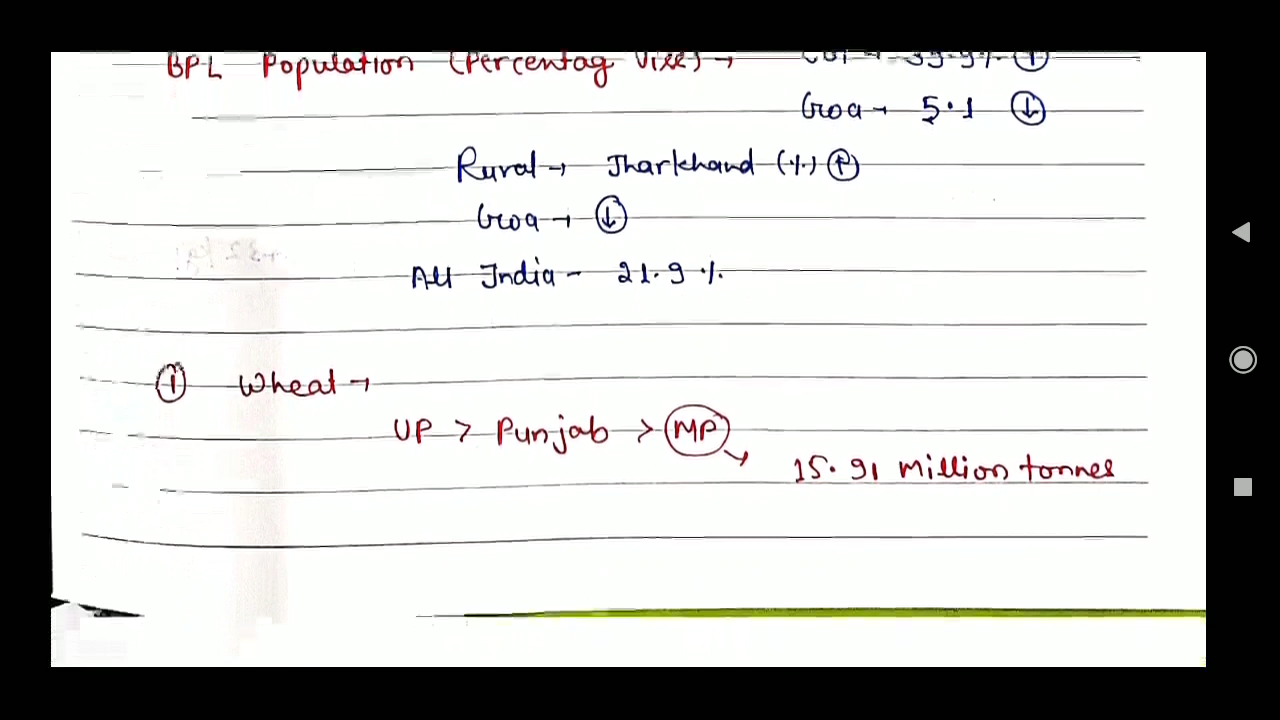 BPL Population (Percentag Vise) →
Goa → 5.1 ↓
Rural → Jharkhand (%) ↑
Goa → ↓
All India - 21.9 %
① Wheat →
UP > Punjab > MP
→ 15.91 Million tonnes